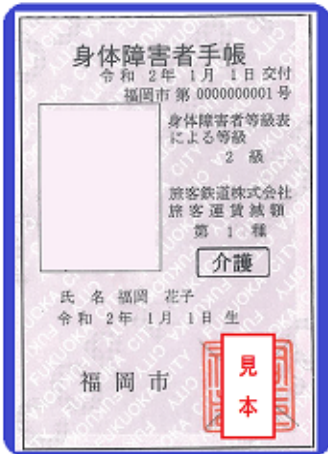 身体障害者手帳
令和 2年 1月 1日 交付
福岡市 第 0000000001 号
身体障害者等級表
による等級
2 級
旅客鉄道株式会社
旅客運賃減額
第 1 種
介護
氏 名 福岡 花子
令和 2年 1月 1日 生
福岡市
見本